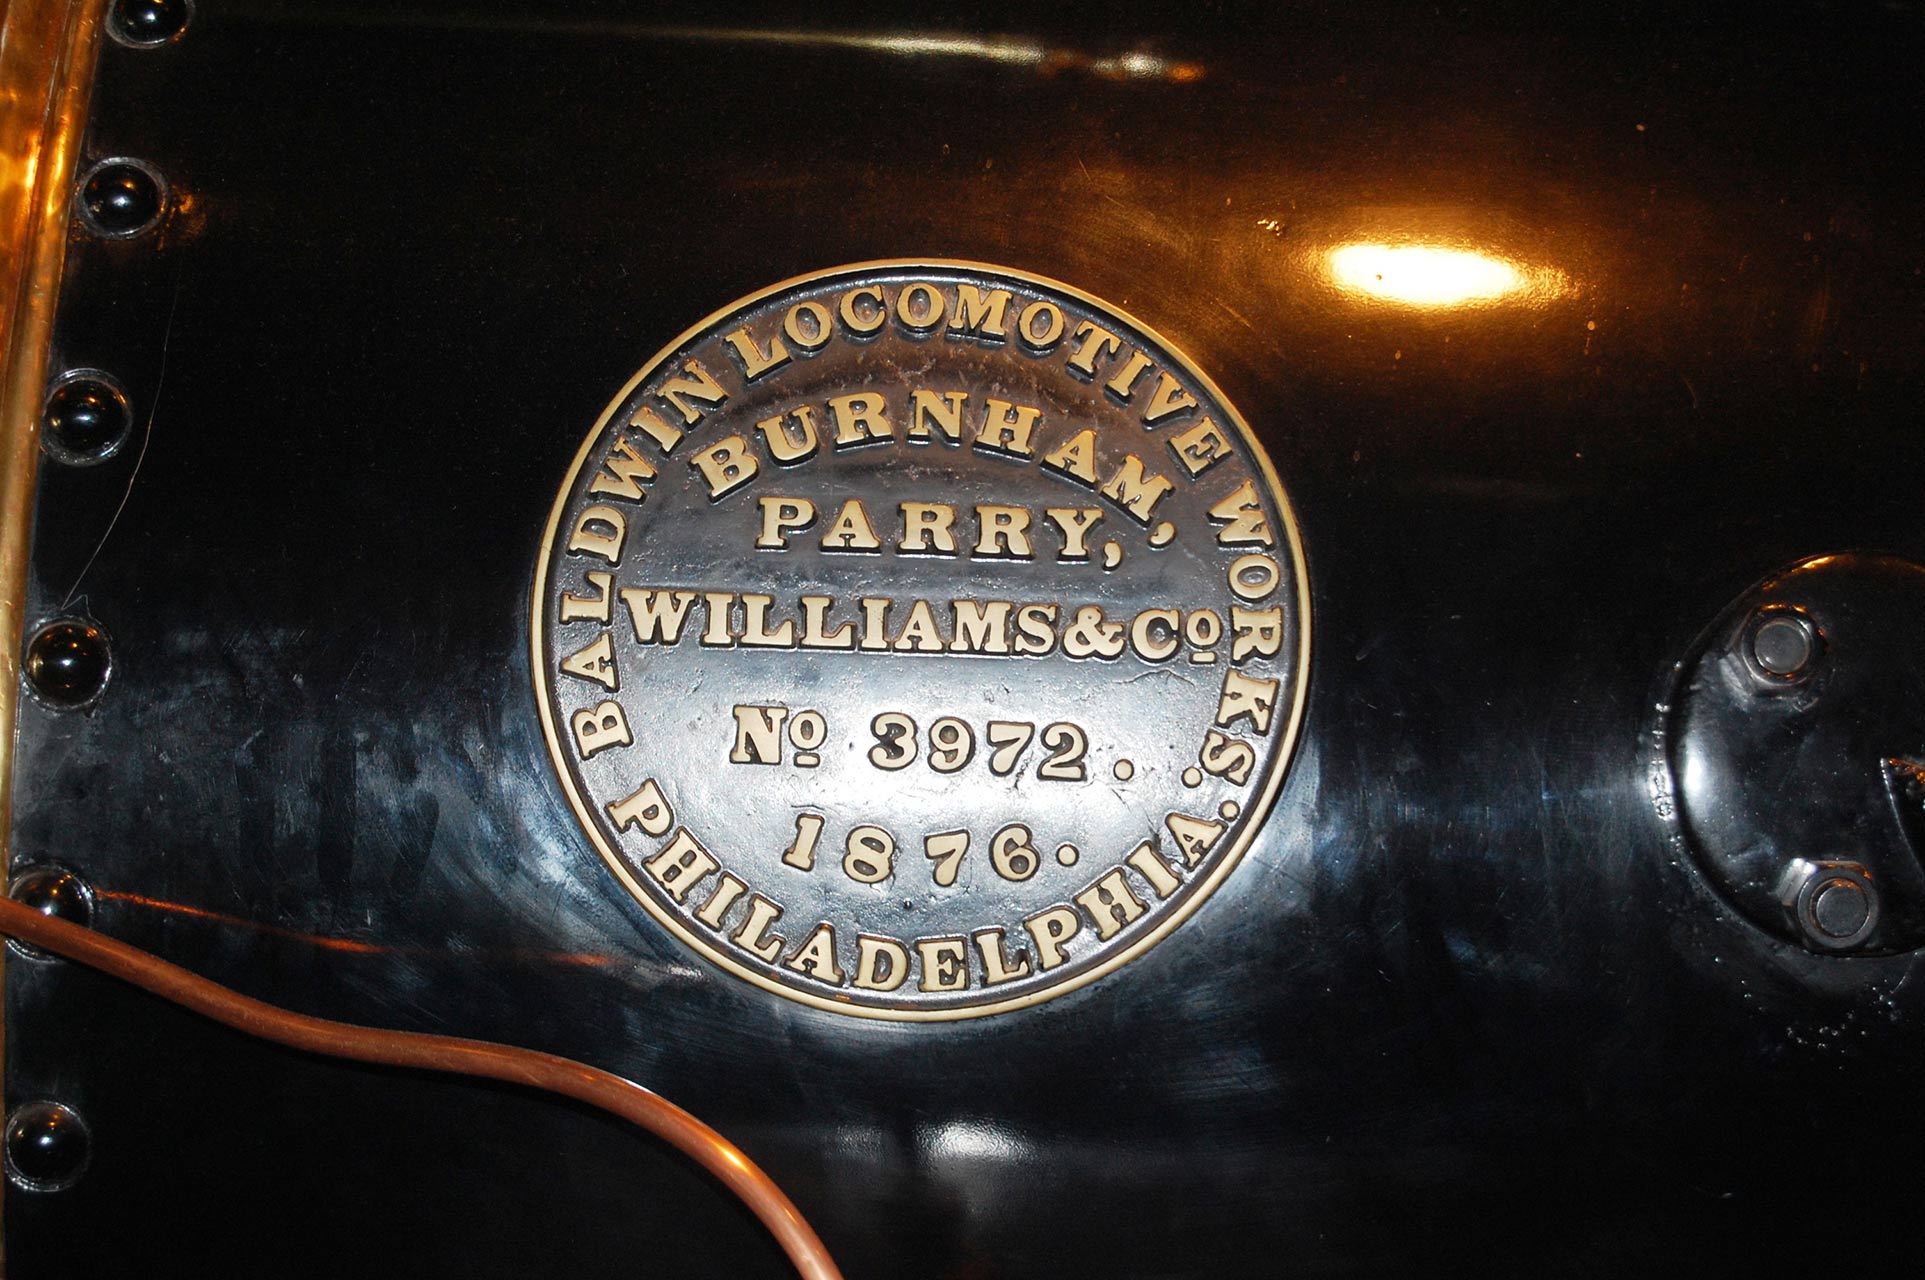 BALDWIN LOCOMOTIVE WORKS.
BURNHAM,
PARRY,
WILLIAMS & Co
No 3972.
1876.
PHILADELPHIA.